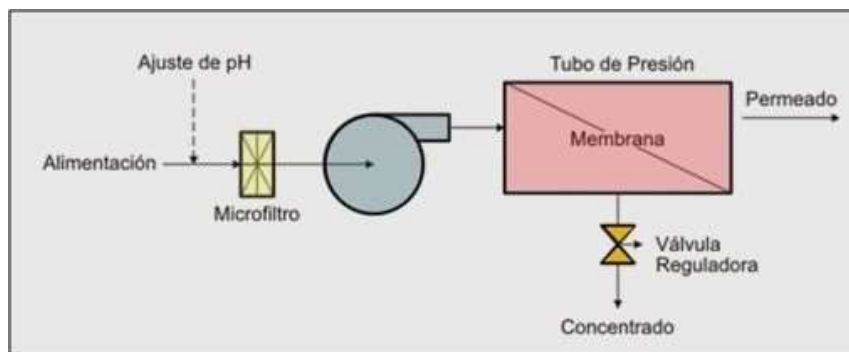 Ajuste de pH
Tubo de Presión
Permeado
Alimentación
Membrana
Microfiltro
Válvula
Reguladora
Concentrado